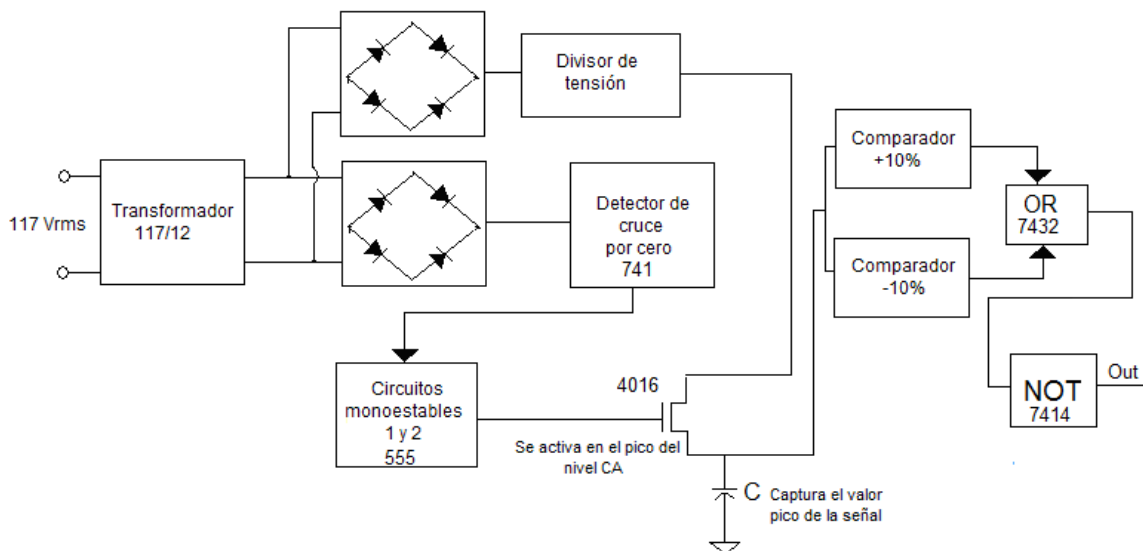 Divisor de
tensión
117 Vrms
Transformador
117/12
Detector de
cruce
por cero
741
Comparador
+10%
OR
7432
Comparador
-10%
Circuitos
monoestables
1 y 2
555
4016
Se activa en el pico del
nivel CA
C Captura el valor
pico de la señal
NOT
7414
Out